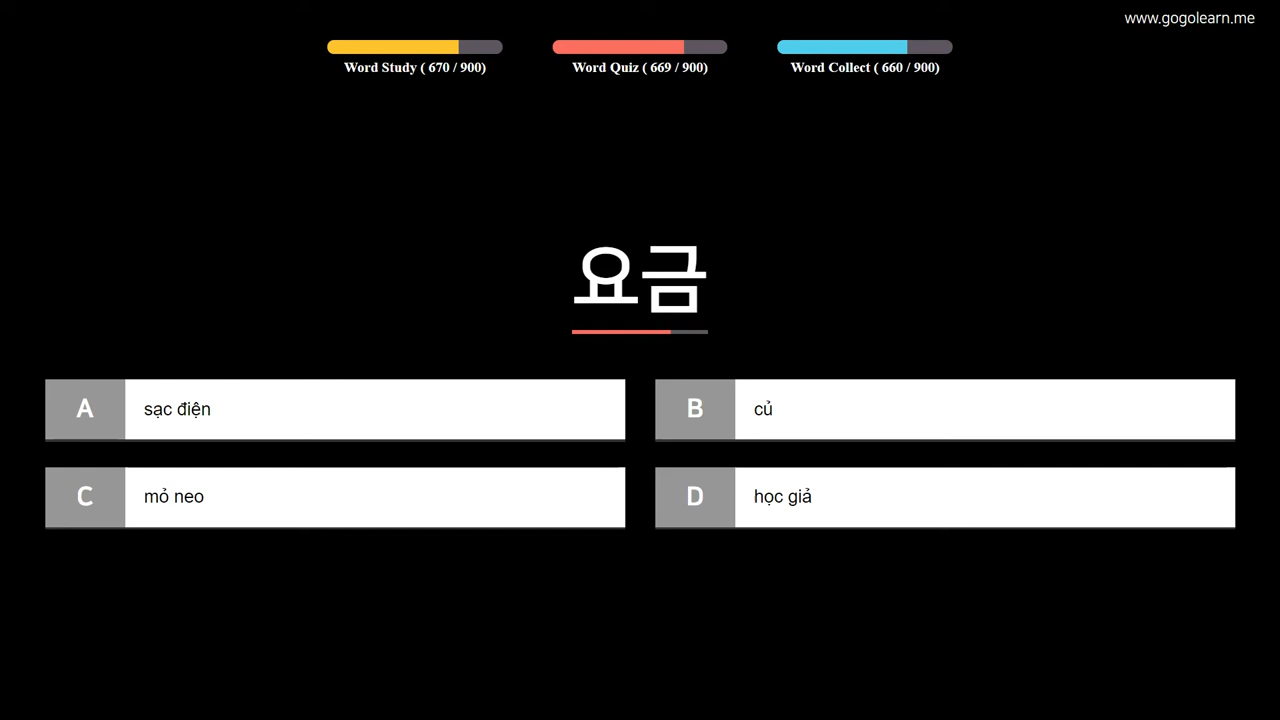 www.gogolearn.me
Word Study ( 670 / 900)
Word Quiz ( 669 / 900)
Word Collect ( 660 / 900)
요금
A sạc điện
B củ
C mỏ neo
D học giả